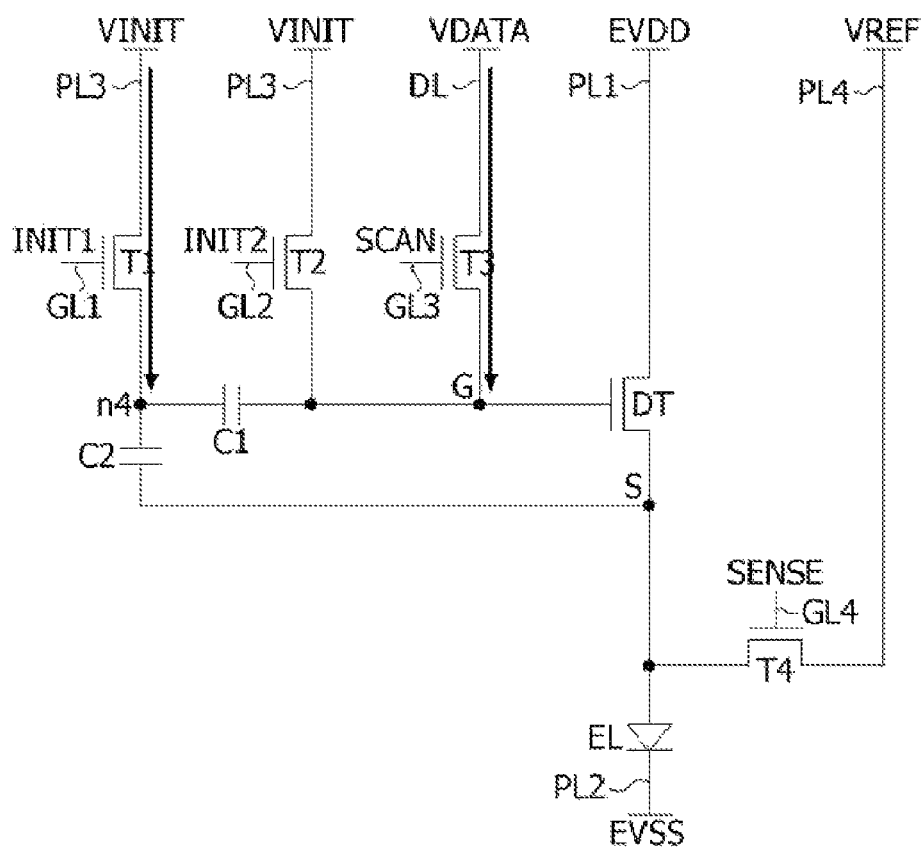 VINIT VINIT VDATA EVDD VREF
PL3 PL3 DL PL1 PL4
INIT1 INIT2 SCAN
T1 T2 T3
GL1 GL2 GL3
G
n4 DT
C1
C2
S
SENSE
GL4
T4
EL
PL2
EVSS